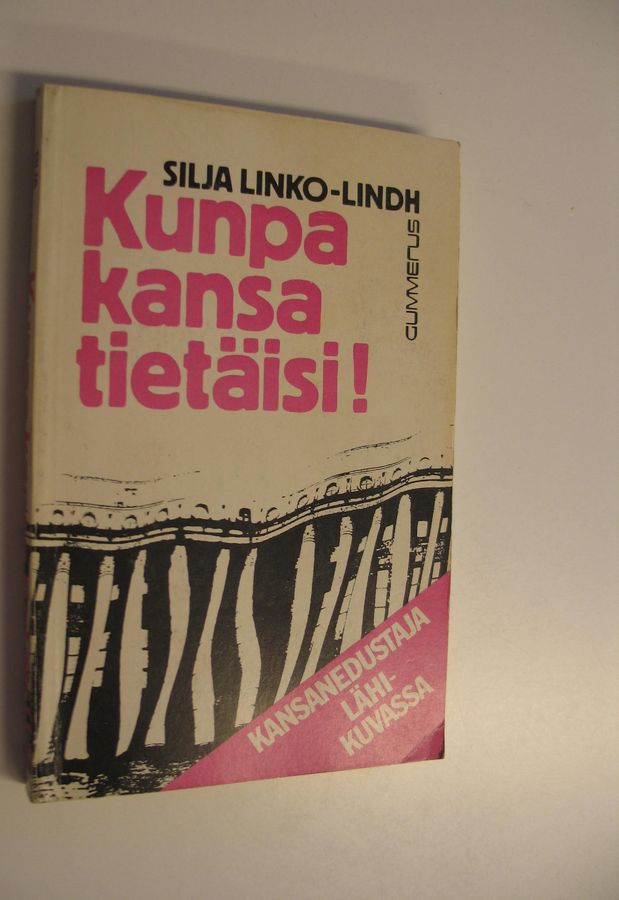 SILJA LINKO-LINDH
Kunpa
kansa
tietäisi!
GUMMERUS
KANSANEDUSTAJA
LÄHI-
KUVASSA